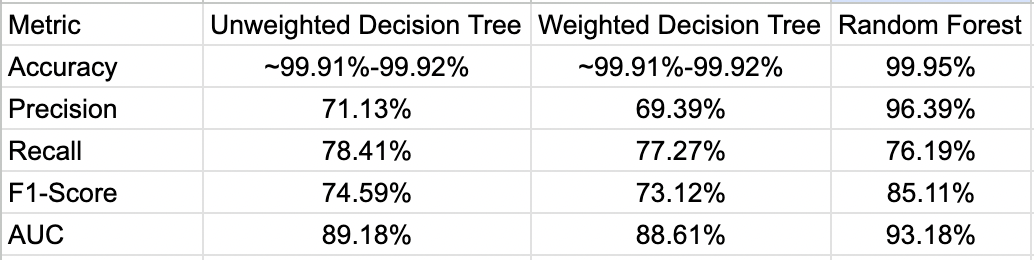 Metric Unweighted Decision Tree Weighted Decision Tree Random Forest
Accuracy ~99.91%-99.92% ~99.91%-99.92% 99.95%
Precision 71.13% 69.39% 96.39%
Recall 78.41% 77.27% 76.19%
F1-Score 74.59% 73.12% 85.11%
AUC 89.18% 88.61% 93.18%